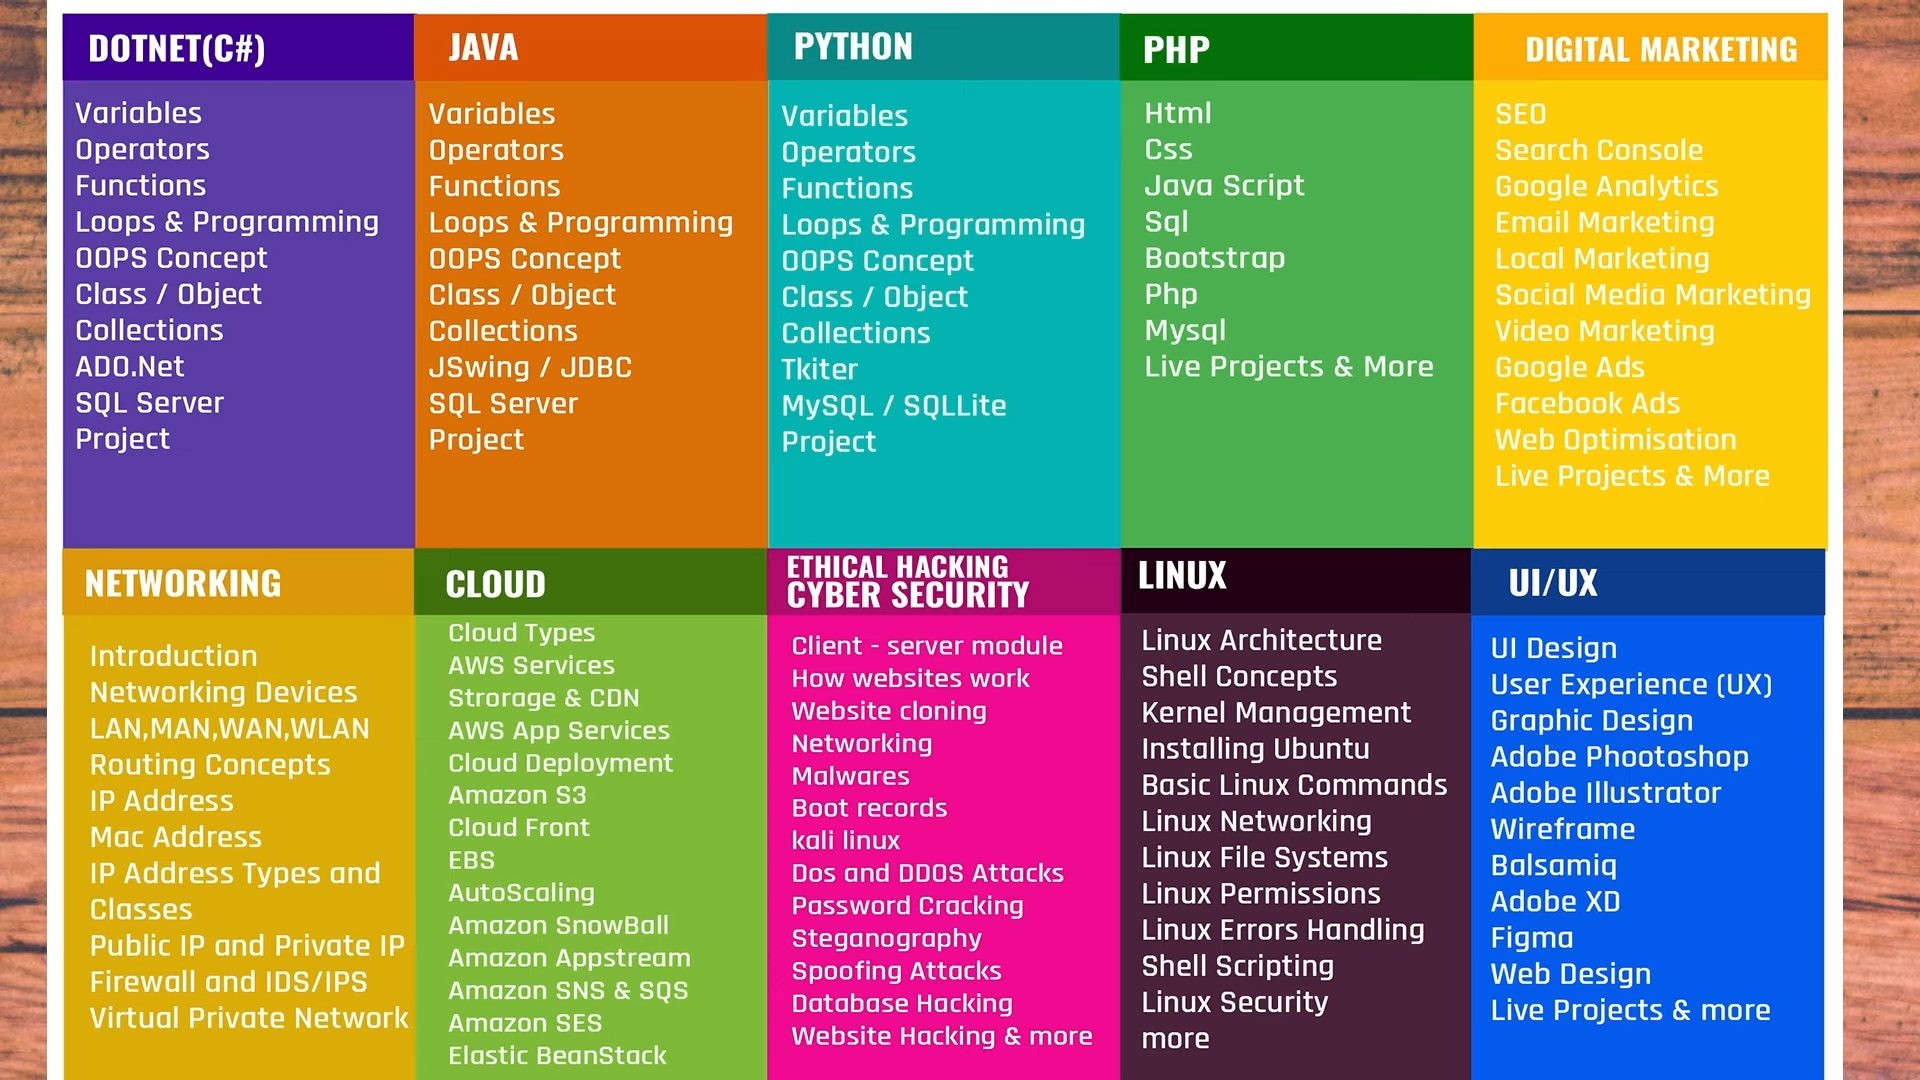 DOTNET(C#)
Variables
Operators
Functions
Loops & Programming
OOPS Concept
Class / Object
Collections
ADO.Net
SQL Server
Project
JAVA
Variables
Operators
Functions
Loops & Programming
OOPS Concept
Class / Object
Collections
JSwing / JDBC
SQL Server
Project
PYTHON
Variables
Operators
Functions
Loops & Programming
OOPS Concept
Class / Object
Collections
Tkiter
MySQL / SQLLite
Project
PHP
Html
Css
Java Script
Sql
Bootstrap
Php
Mysql
Live Projects & More
DIGITAL MARKETING
SEO
Search Console
Google Analytics
Email Marketing
Local Marketing
Social Media Marketing
Video Marketing
Google Ads
Facebook Ads
Web Optimisation
Live Projects & More
NETWORKING
Introduction
Networking Devices
LAN,MAN,WAN,WLAN
Routing Concepts
IP Address
Mac Address
IP Address Types and
Classes
Public IP and Private IP
Firewall and IDS/IPS
Virtual Private Network
CLOUD
Cloud Types
AWS Services
Strorage & CDN
AWS App Services
Cloud Deployment
Amazon S3
Cloud Front
EBS
AutoScaling
Amazon SnowBall
Amazon Appstream
Amazon SNS & SQS
Amazon SES
Elastic BeanStack
ETHICAL HACKING
CYBER SECURITY
Client - server module
How websites work
Website cloning
Networking
Malwares
Boot records
kali linux
Dos and DDOS Attacks
Password Cracking
Steganography
Spoofing Attacks
Database Hacking
Website Hacking & more
LINUX
Linux Architecture
Shell Concepts
Kernel Management
Installing Ubuntu
Basic Linux Commands
Linux Networking
Linux File Systems
Linux Permissions
Linux Errors Handling
Shell Scripting
Linux Security
more
UI/UX
UI Design
User Experience (UX)
Graphic Design
Adobe Phootoshop
Adobe Illustrator
Wireframe
Balsamiq
Adobe XD
Figma
Web Design
Live Projects & more